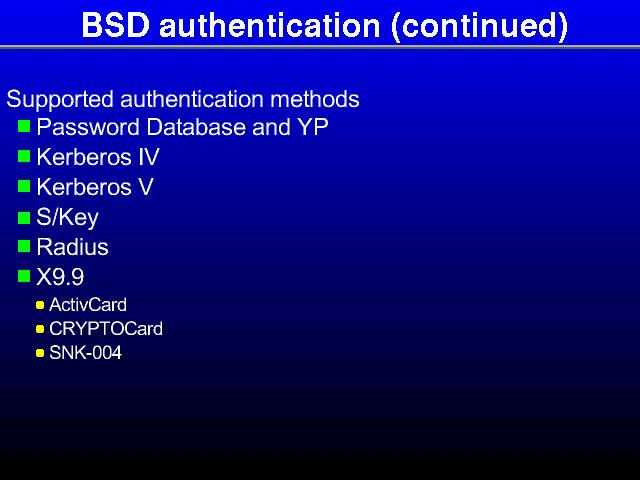 BSD authentication (continued)
Supported authentication methods
Password Database and YP
Kerberos IV
Kerberos V
S/Key
Radius
X9.9
ActivCard
CRYPTOCard
SNK-004